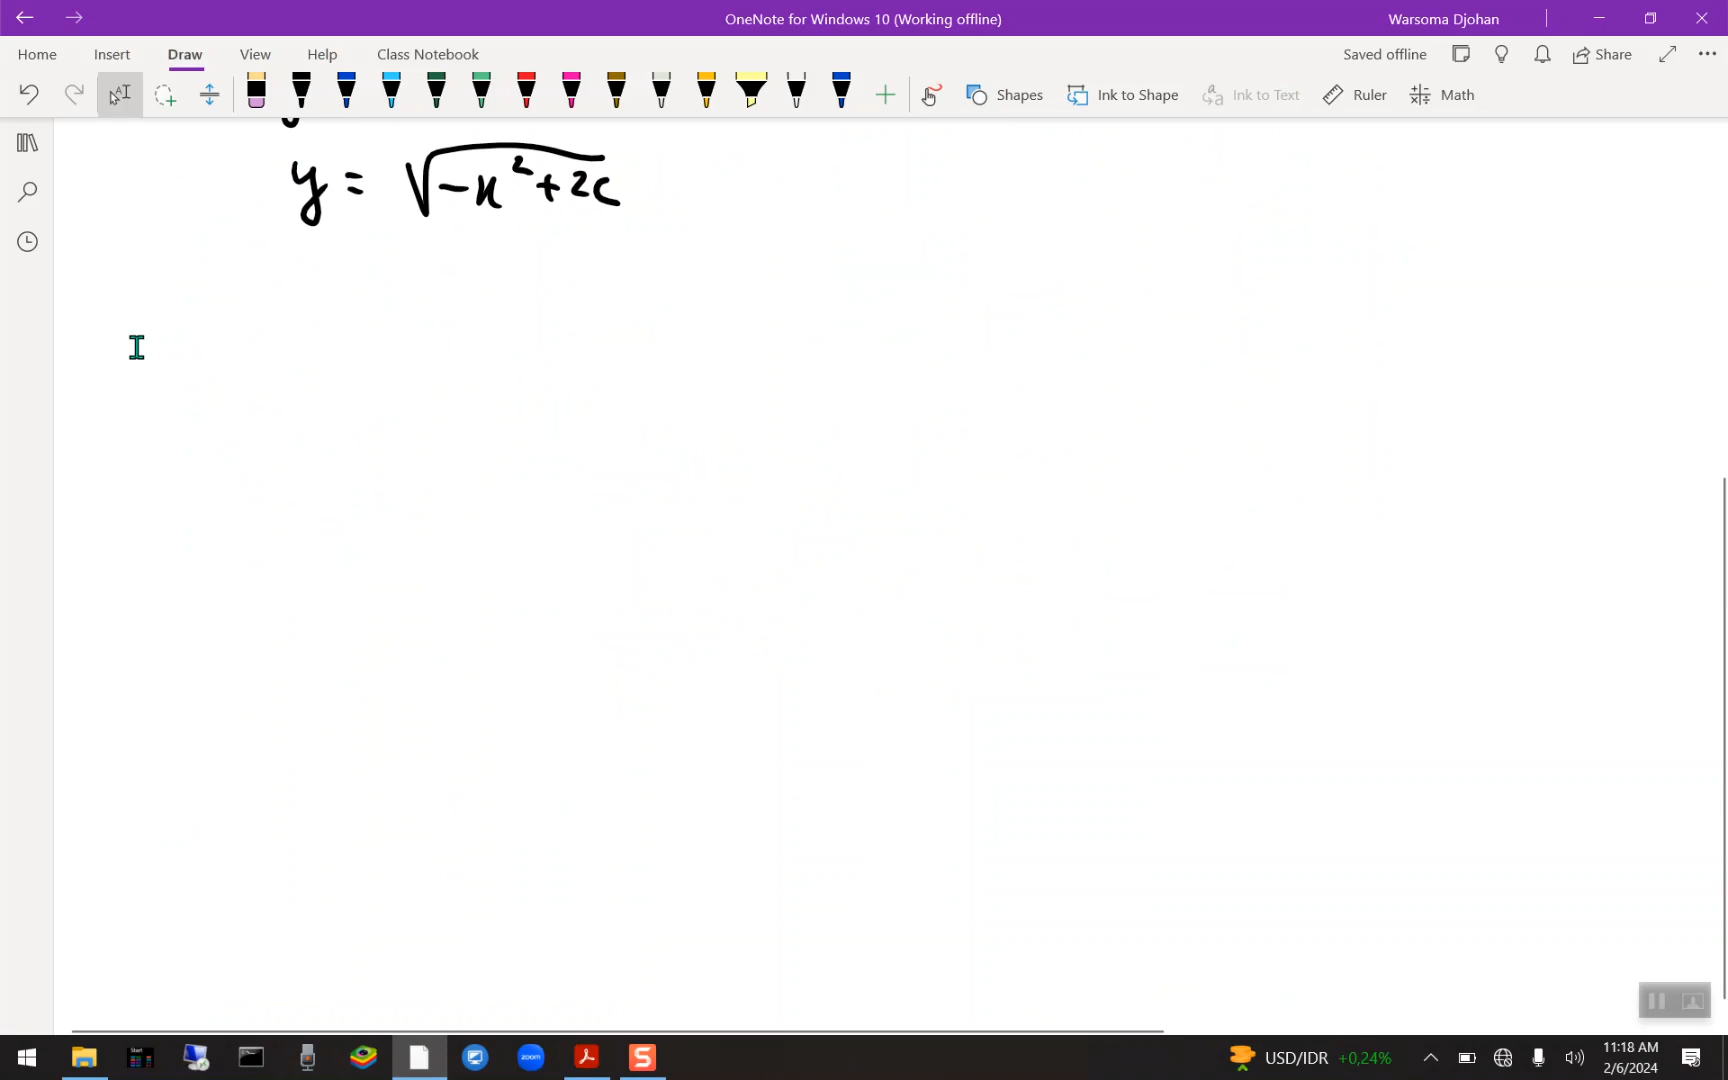 OneNote for Windows 10 (Working offline)
Warsoma Djohan
Home Insert Draw View Help Class Notebook
Saved offline Share
Shapes Ink to Shape Ink to Text Ruler Math
y = √-x²+2c
Start
zoom
S
USD/IDR +0,24%
11:18 AM
2/6/2024